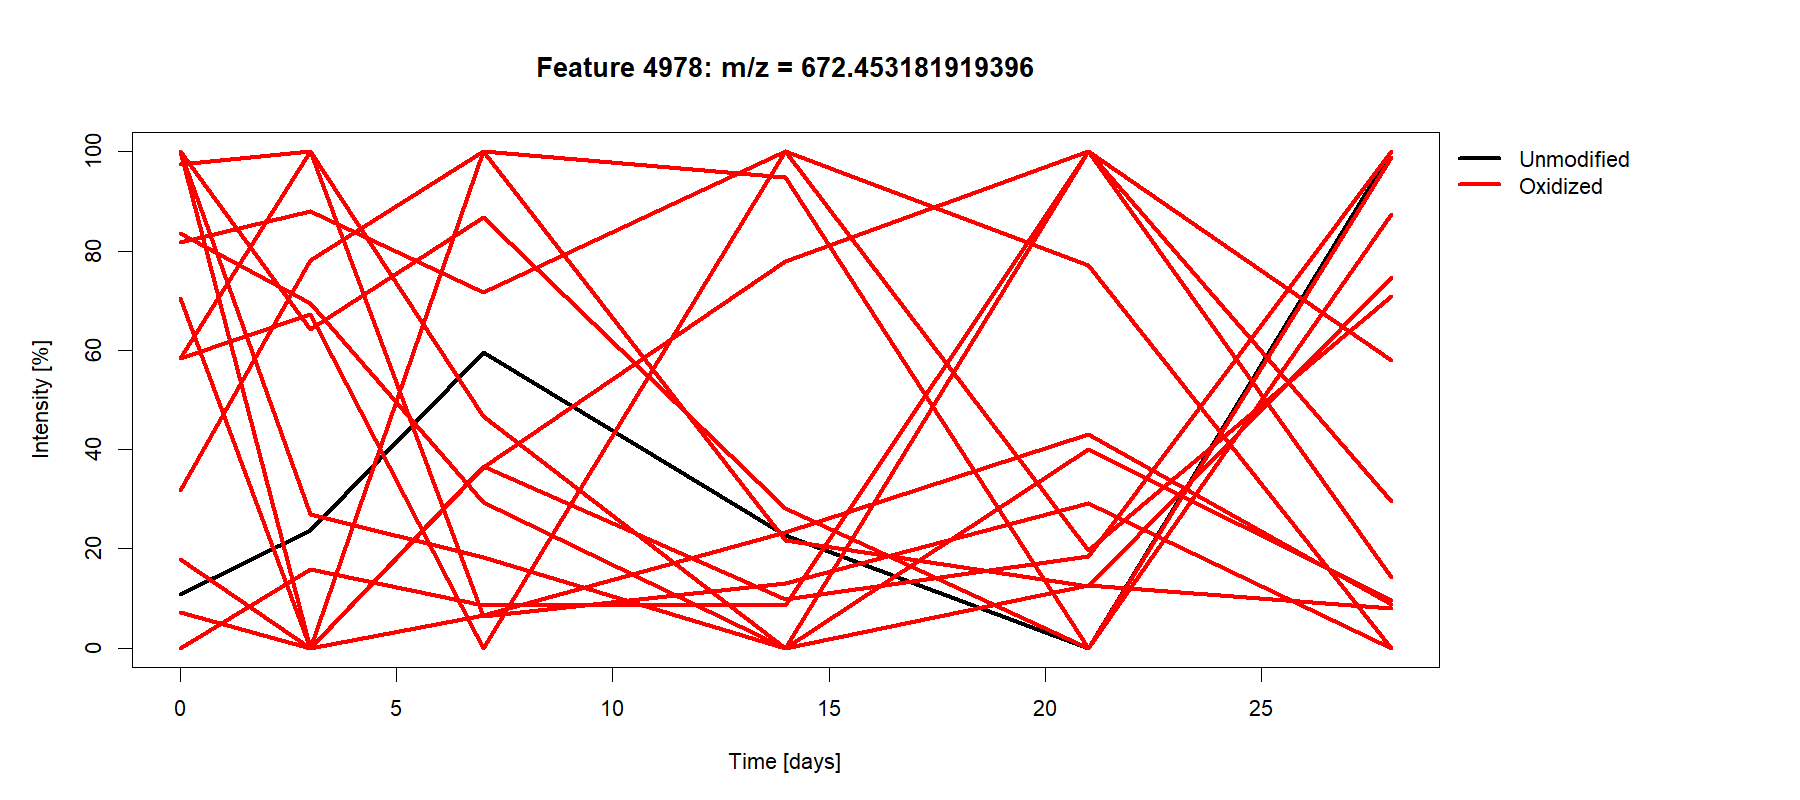 Feature 4978: m/z = 672.453181919396
Unmodified
Oxidized
Intensity [%]
100
80
60
40
20
0
0 5 10 15 20 25
Time [days]